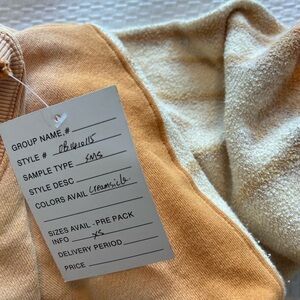 GROUP NAME #
STYLE #
SAMPLE TYPE SMS
STYLE DESC
COLORS AVAIL Creamsicle
SIZES AVAIL - PRE PACK
INFO XS
DELIVERY PERIOD
PRICE